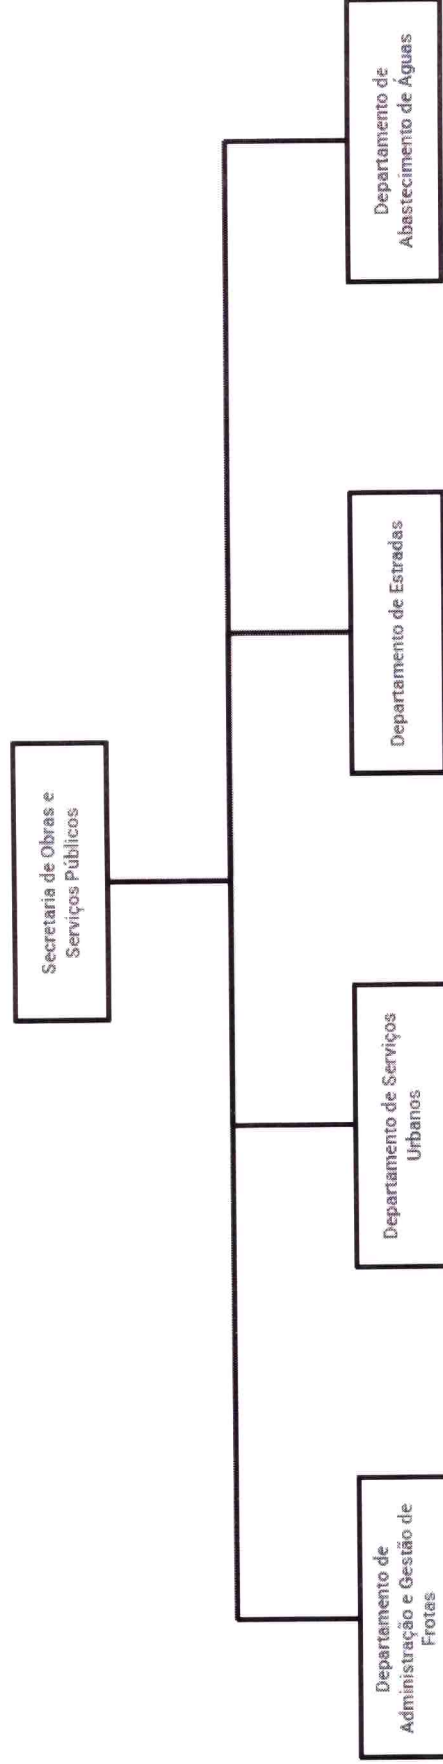 Secretaria de Obras e
Serviços Públicos
Departamento de
Administração e Gestão de
Frotas
Departamento de Serviços
Urbanos
Departamento de Estradas
Departamento de
Abastecimento de Águas